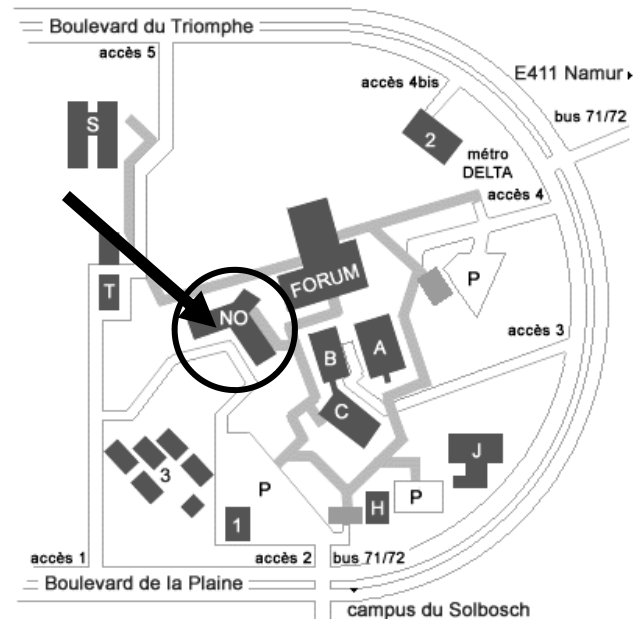 Boulevard du Triomphe
accès 5
accès 4bis
E411 Namur
bus 71/72
S
2
métro
DELTA
accès 4
FORUM
P
T
NO
accès 3
B
A
C
J
3
P
P
1
H
accès 1
accès 2
bus 71/72
Boulevard de la Plaine
campus du Solbosch